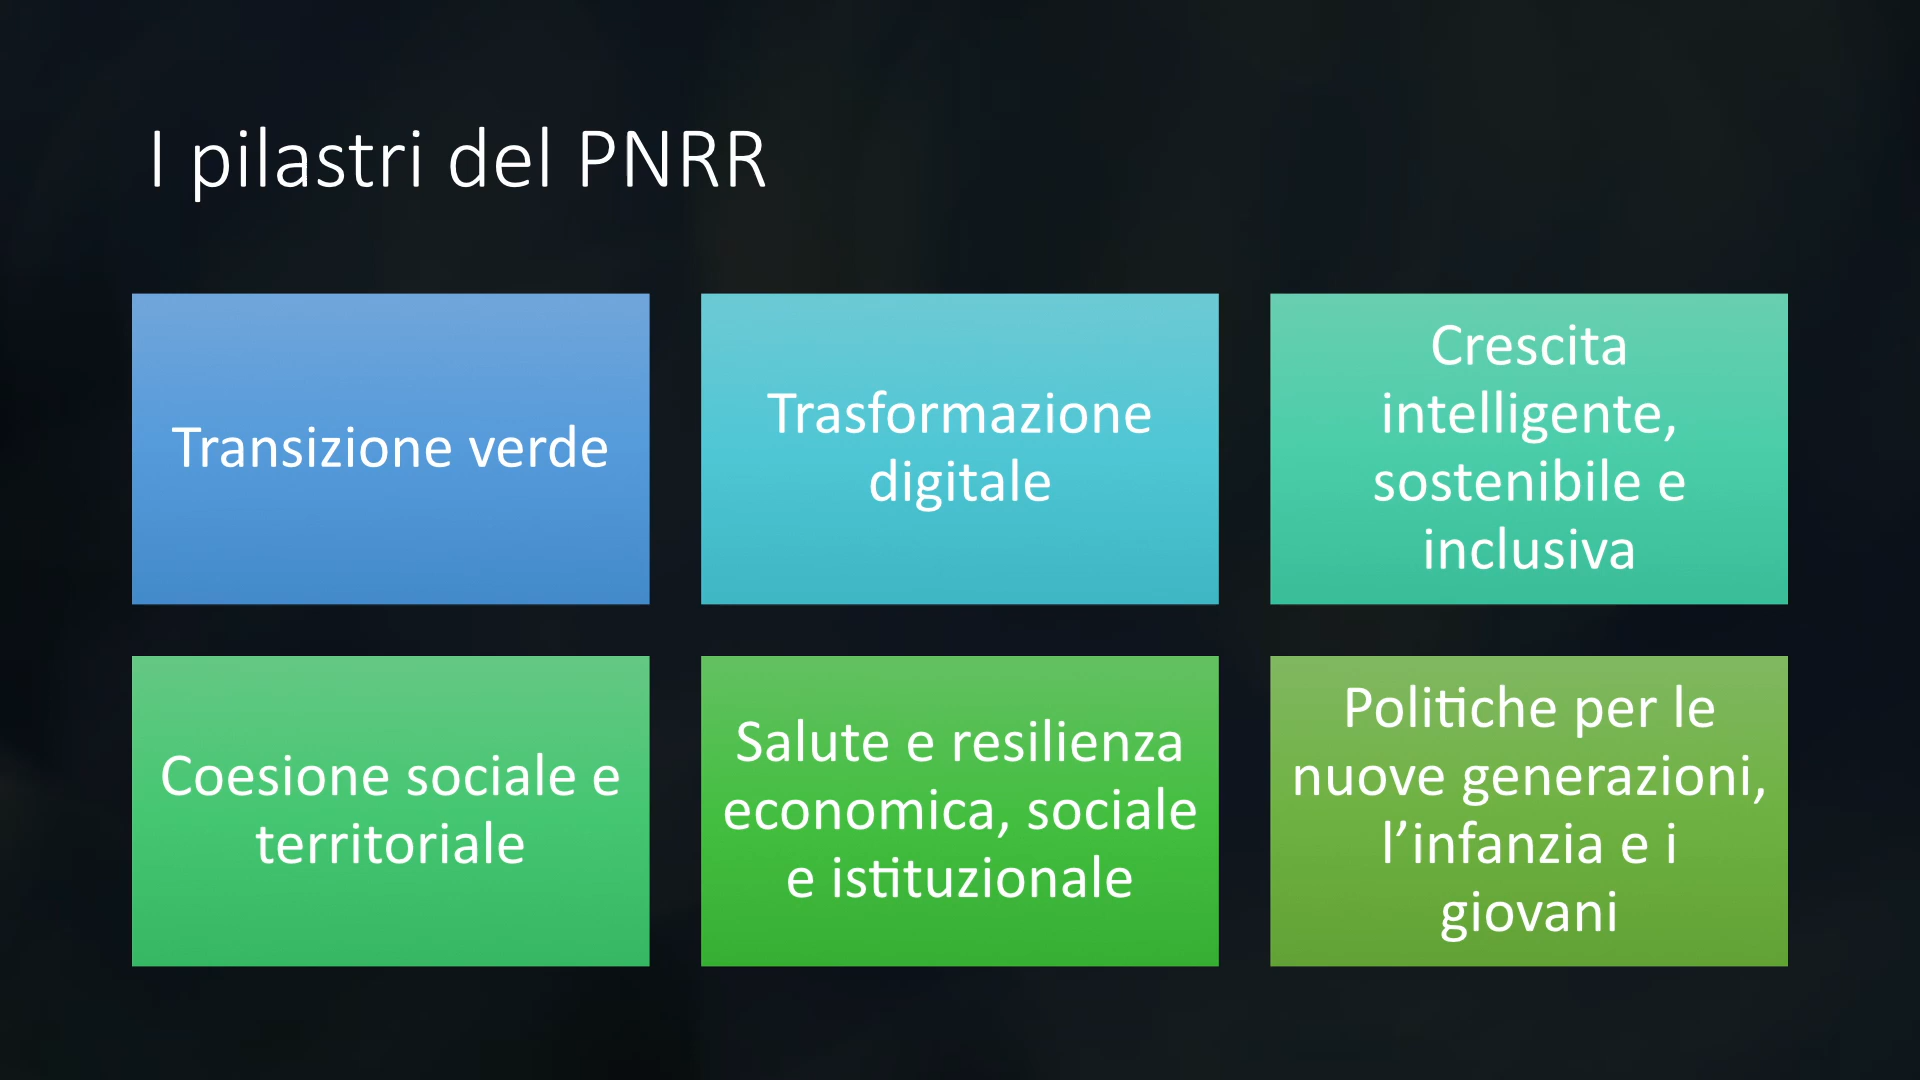 I pilastri del PNRR
Transizione verde
Trasformazione
digitale
Crescita
intelligente,
sostenibile e
inclusiva
Coesione sociale e
territoriale
Salute e resilienza
economica, sociale
e istituzionale
Politiche per le
nuove generazioni,
l’infanzia e i
giovani